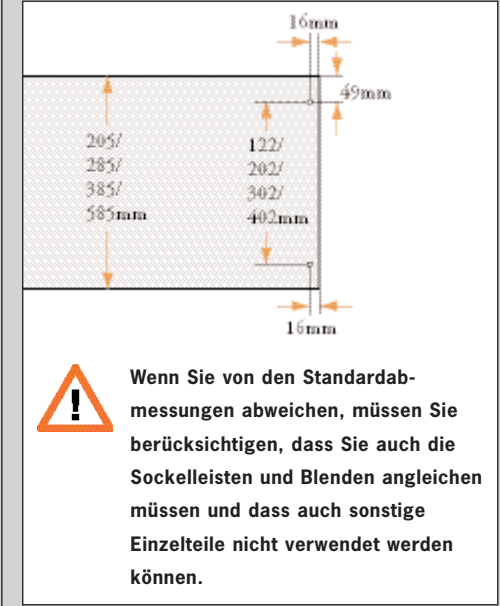 16mm
49mm
205/
285/
385/
585mm
122/
202/
302/
402mm
16mm
Wenn Sie von den Standardab-
messungen abweichen, müssen Sie
berücksichtigen, dass Sie auch die
Sockelleisten und Blenden angleichen
müssen und dass auch sonstige
Einzelteile nicht verwendet werden
können.